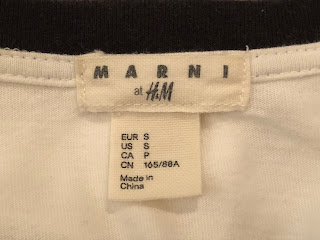 MARNI
at H&M
EUR S
US S
CA P
CN 165/88A
Made in
China